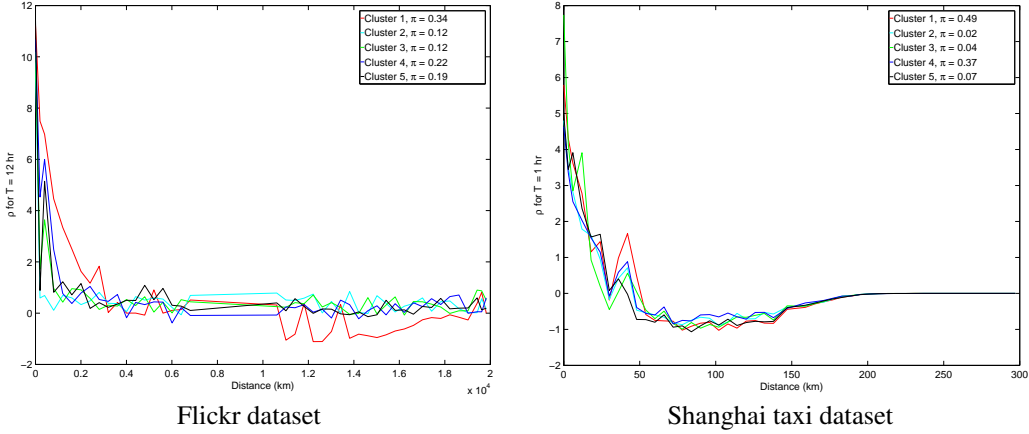 12
10
8
6
4
2
0
−2
ρ for T = 12 hr
0
0.2
0.4
0.6
0.8
1
1.2
1.4
1.6
1.8
2
x 10⁴
Distance (km)
Cluster 1, π = 0.34
Cluster 2, π = 0.12
Cluster 3, π = 0.12
Cluster 4, π = 0.22
Cluster 5, π = 0.19
Flickr dataset
8
7
6
5
4
3
2
1
0
−1
−2
ρ for T = 1 hr
0
50
100
150
200
250
300
Distance (km)
Cluster 1, π = 0.49
Cluster 2, π = 0.02
Cluster 3, π = 0.04
Cluster 4, π = 0.37
Cluster 5, π = 0.07
Shanghai taxi dataset